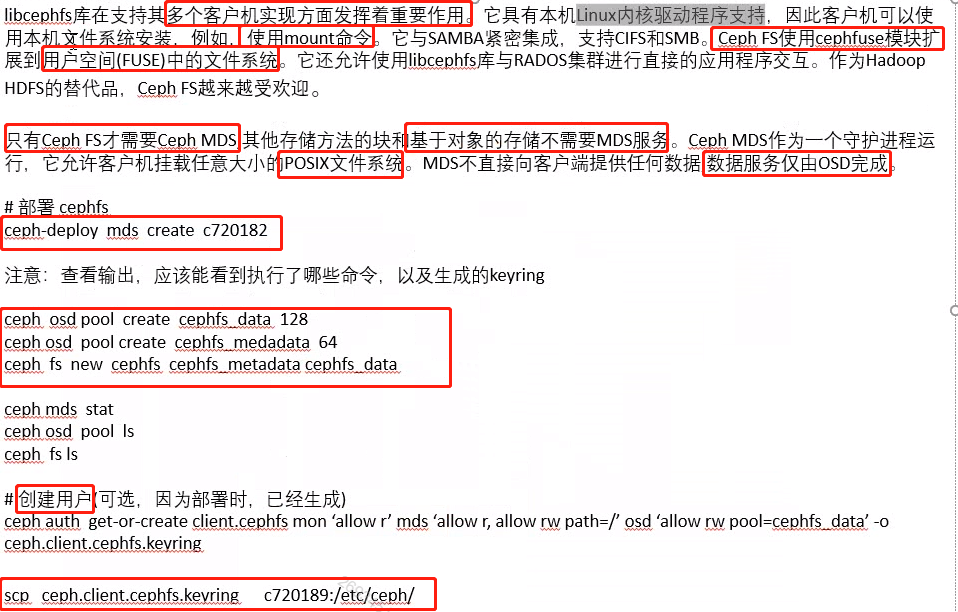 libcephfs库在支持其多个客户机实现方面发挥着重要作用。它具有本机Linux内核驱动程序支持，因此客户机可以使
用本机文件系统安装，例如，使用mount命令。它与SAMBA紧密集成，支持CIFS和SMB。Ceph FS使用cephfuse模块扩
展到用户空间(FUSE)中的文件系统。它还允许使用libcephfs库与RADOS集群进行直接的应用程序交互。作为Hadoop
HDFS的替代品，Ceph FS越来越受欢迎。
只有Ceph FS才需要Ceph MDS,其他存储方法的块和基于对象的存储不需要MDS服务。Ceph MDS作为一个守护进程运
行，它允许客户机挂载任意大小的POSIX文件系统。MDS不直接向客户端提供任何数据,数据服务仅由OSD完成。
# 部署 cephfs
ceph-deploy mds create c720182
注意：查看输出，应该能看到执行了哪些命令，以及生成的keyring
ceph osd pool create cephfs_data 128
ceph osd pool create cephfs_medadata 64
ceph fs new cephfs cephfs_metadata cephfs_data
ceph mds stat
ceph osd pool ls
ceph fs ls
# 创建用户(可选，因为部署时，已经生成)
ceph auth get-or-create client.cephfs mon ‘allow r’ mds ‘allow r, allow rw path=/’ osd ‘allow rw pool=cephfs_data’ -o
ceph.client.cephfs.keyring
scp ceph.client.cephfs.keyring c720189:/etc/ceph/